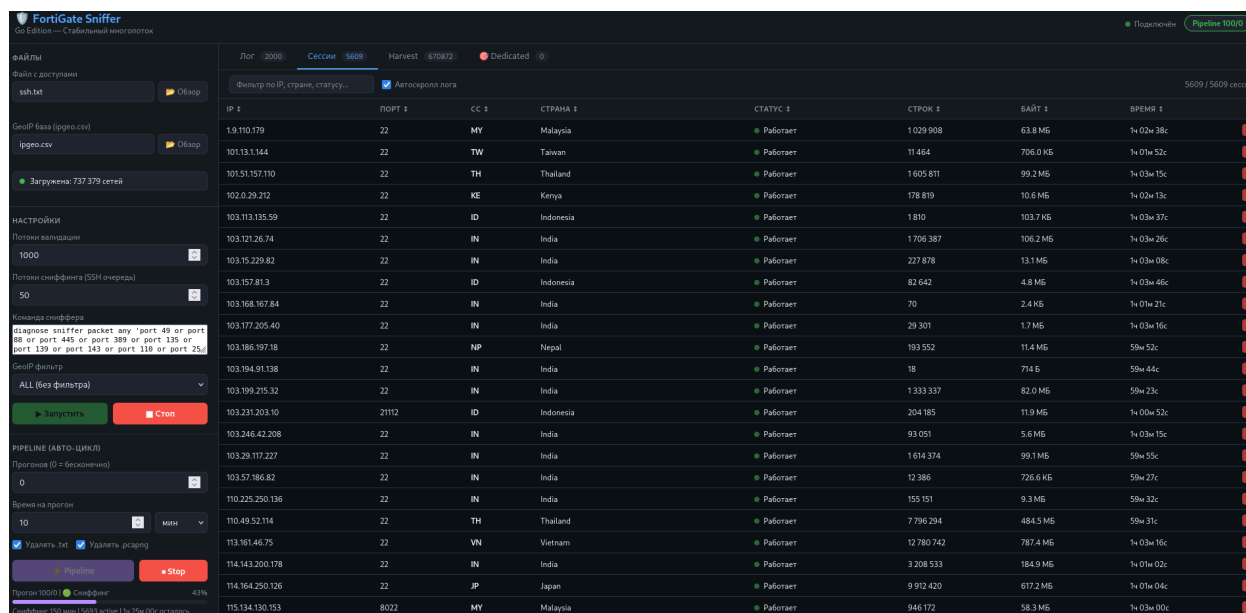 FortiGate Sniffer
Go Edition — Стабильный многопоток
Подключён
Pipeline 100/0
ФАЙЛЫ
Файл с доступами
ssh.txt
Обзор
GeoIP база (ipgeo.csv)
ipgeo.csv
Обзор
Загружена: 737 379 сетей
НАСТРОЙКИ
Потоки валидации
1000
Потоки сниффинга (SSH очередь)
50
Команда сниффера
diagnose sniffer packet any 'port 49 or port
88 or port 445 or port 389 or port 135 or
port 139 or port 143 or port 110 or port 25
GeoIP фильтр
ALL (без фильтра)
▶ Запустить
Стоп
PIPELINE (АВТО-ЦИКЛ)
Прогонов (0 = бесконечно)
0
Время на прогон
10 мин
Удалять .txt Удалять .pcapng
Pipeline
Stop
Прогон 100/0 | Сниффинг 43%
Сниффинг 150 мин | 5693 active | 1ч 25м 00с осталось
Лог 2000 Сессии 5609 Harvest 670872 Dedicated 0
Фильтр по IP, стране, статусу... Автоскролл лога 5609 / 5609
IP ПОРТ CC СТРАНА СТАТУС СТРОК БАЙТ ВРЕМЯ
1.9.110.179 22 MY Malaysia Работает 1 029 908 63.8 МБ 1ч 02м 38с
101.13.1.144 22 TW Taiwan Работает 11 464 706.0 КБ 1ч 01м 52с
101.51.157.110 22 TH Thailand Работает 1 605 811 99.2 МБ 1ч 03м 15с
102.0.29.212 22 KE Kenya Работает 178 819 10.6 МБ 1ч 02м 13с
103.113.135.59 22 ID Indonesia Работает 1 810 103.7 КБ 1ч 03м 37с
103.121.26.74 22 IN India Работает 1 706 387 106.2 МБ 1ч 03м 26с
103.15.229.82 22 IN India Работает 227 878 13.1 МБ 1ч 03м 08с
103.157.81.3 22 ID Indonesia Работает 82 642 4.8 МБ 1ч 03м 46с
103.168.167.84 22 IN India Работает 70 2.4 КБ 1ч 01м 21с
103.177.205.40 22 IN India Работает 29 301 1.7 МБ 1ч 03м 16с
103.186.197.18 22 NP Nepal Работает 193 552 11.4 МБ 59м 52с
103.194.91.138 22 IN India Работает 18 714 Б 59м 44с
103.199.215.32 22 IN India Работает 1 333 337 82.0 МБ 59м 23с
103.231.203.10 21112 ID Indonesia Работает 204 185 11.9 МБ 1ч 00м 52с
103.246.42.208 22 IN India Работает 93 051 5.6 МБ 1ч 03м 15с
103.29.117.227 22 IN India Работает 1 614 374 99.1 МБ 59м 55с
103.57.186.82 22 IN India Работает 12 386 726.6 КБ 59м 27с
110.225.250.136 22 IN India Работает 155 151 9.3 МБ 59м 32с
110.49.52.114 22 TH Thailand Работает 7 796 294 484.5 МБ 59м 31с
113.161.46.75 22 VN Vietnam Работает 12 780 742 787.4 МБ 1ч 03м 16с
114.143.200.178 22 IN India Работает 3 208 533 184.9 МБ 1ч 01м 02с
114.164.250.126 22 JP Japan Работает 9 912 420 617.2 МБ 1ч 01м 04с
115.134.130.153 8022 MY Malaysia Работает 946 172 58.3 МБ 1ч 03м 00с